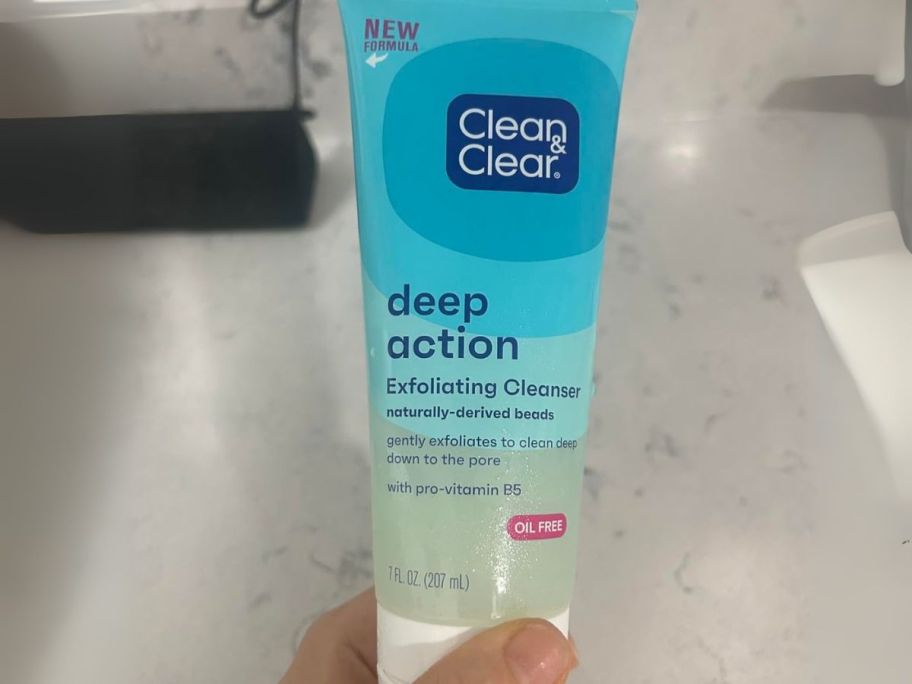 NEW
FORMULA
Clean
&
Clear®
deep
action
Exfoliating Cleanser
naturally-derived beads
gently exfoliates to clean deep
down to the pore
with pro-vitamin B5
OIL FREE
7 FL. OZ. (207 mL)